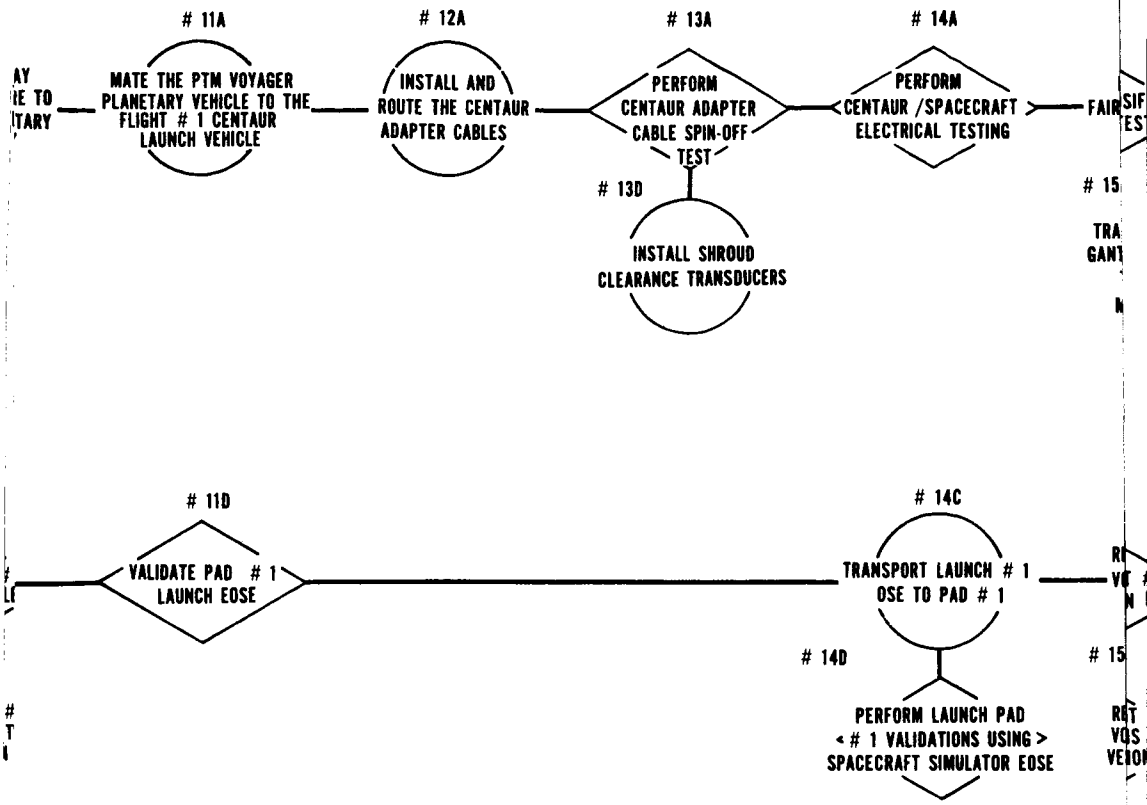 # 11A
# 12A
# 13A
# 14A
MATE THE PTM VOYAGER
PLANETARY VEHICLE TO THE
FLIGHT # 1 CENTAUR
LAUNCH VEHICLE
INSTALL AND
ROUTE THE CENTAUR
ADAPTER CABLES
PERFORM
CENTAUR ADAPTER
CABLE SPIN-OFF
TEST
PERFORM
CENTAUR /SPACECRAFT
ELECTRICAL TESTING
# 13D
INSTALL SHROUD
CLEARANCE TRANSDUCERS
# 15
# 11D
VALIDATE PAD # 1
LAUNCH EOSE
# 14C
TRANSPORT LAUNCH # 1
OSE TO PAD # 1
# 14D
PERFORM LAUNCH PAD
< # 1 VALIDATIONS USING >
SPACECRAFT SIMULATOR EOSE
# 15